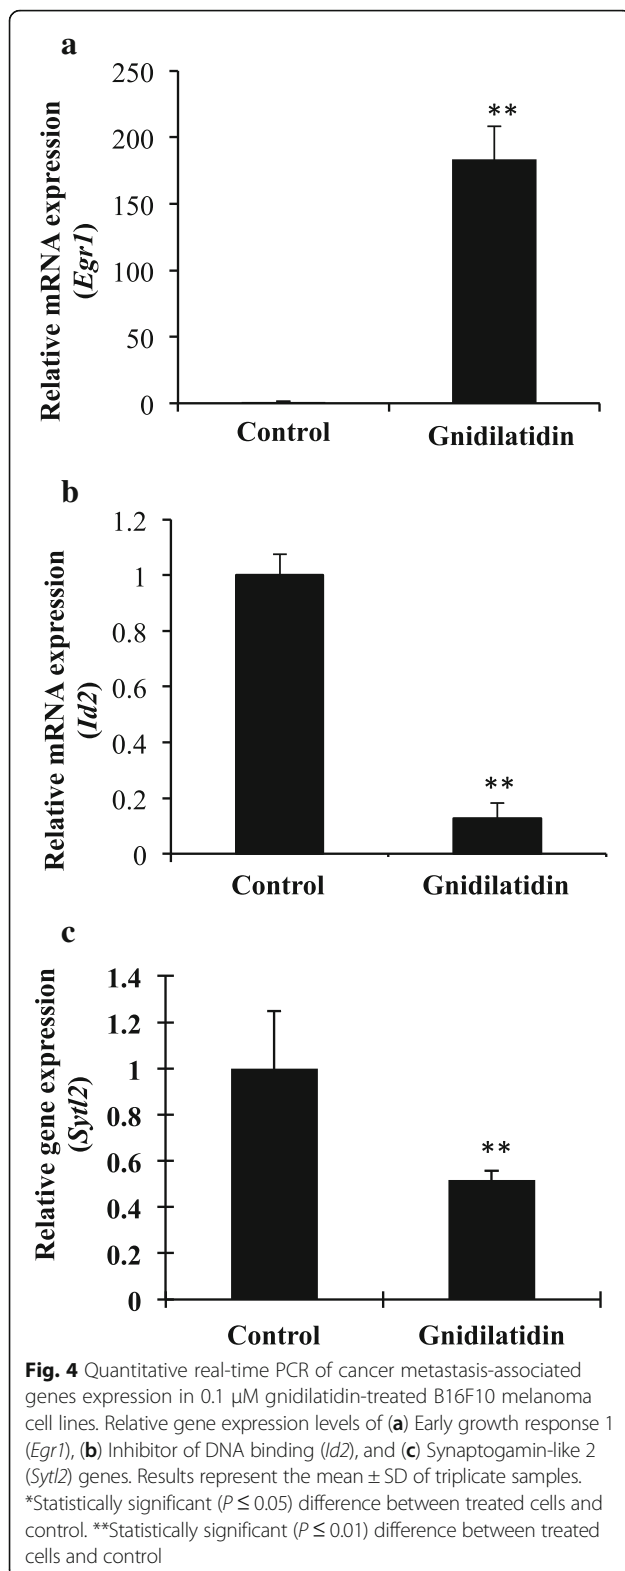 a
250
200
150
100
50
0
Relative mRNA expression
(Egr1)
**
Control
Gnidilatidin
b
1.2
1
0.8
0.6
0.4
0.2
0
Relative mRNA expression
(Id2)
**
Control
Gnidilatidin
c
1.4
1.2
1
0.8
0.6
0.4
0.2
0
Relative gene expression
(Sytl2)
**
Control
Gnidilatidin
Fig. 4 Quantitative real-time PCR of cancer metastasis-associated
genes expression in 0.1 μM gnidilatidin-treated B16F10 melanoma
cell lines. Relative gene expression levels of (a) Early growth response 1
(Egr1), (b) Inhibitor of DNA binding (Id2), and (c) Synaptogamin-like 2
(Sytl2) genes. Results represent the mean ± SD of triplicate samples.
*Statistically significant (P ≤ 0.05) difference between treated cells and
control. **Statistically significant (P ≤ 0.01) difference between treated
cells and control